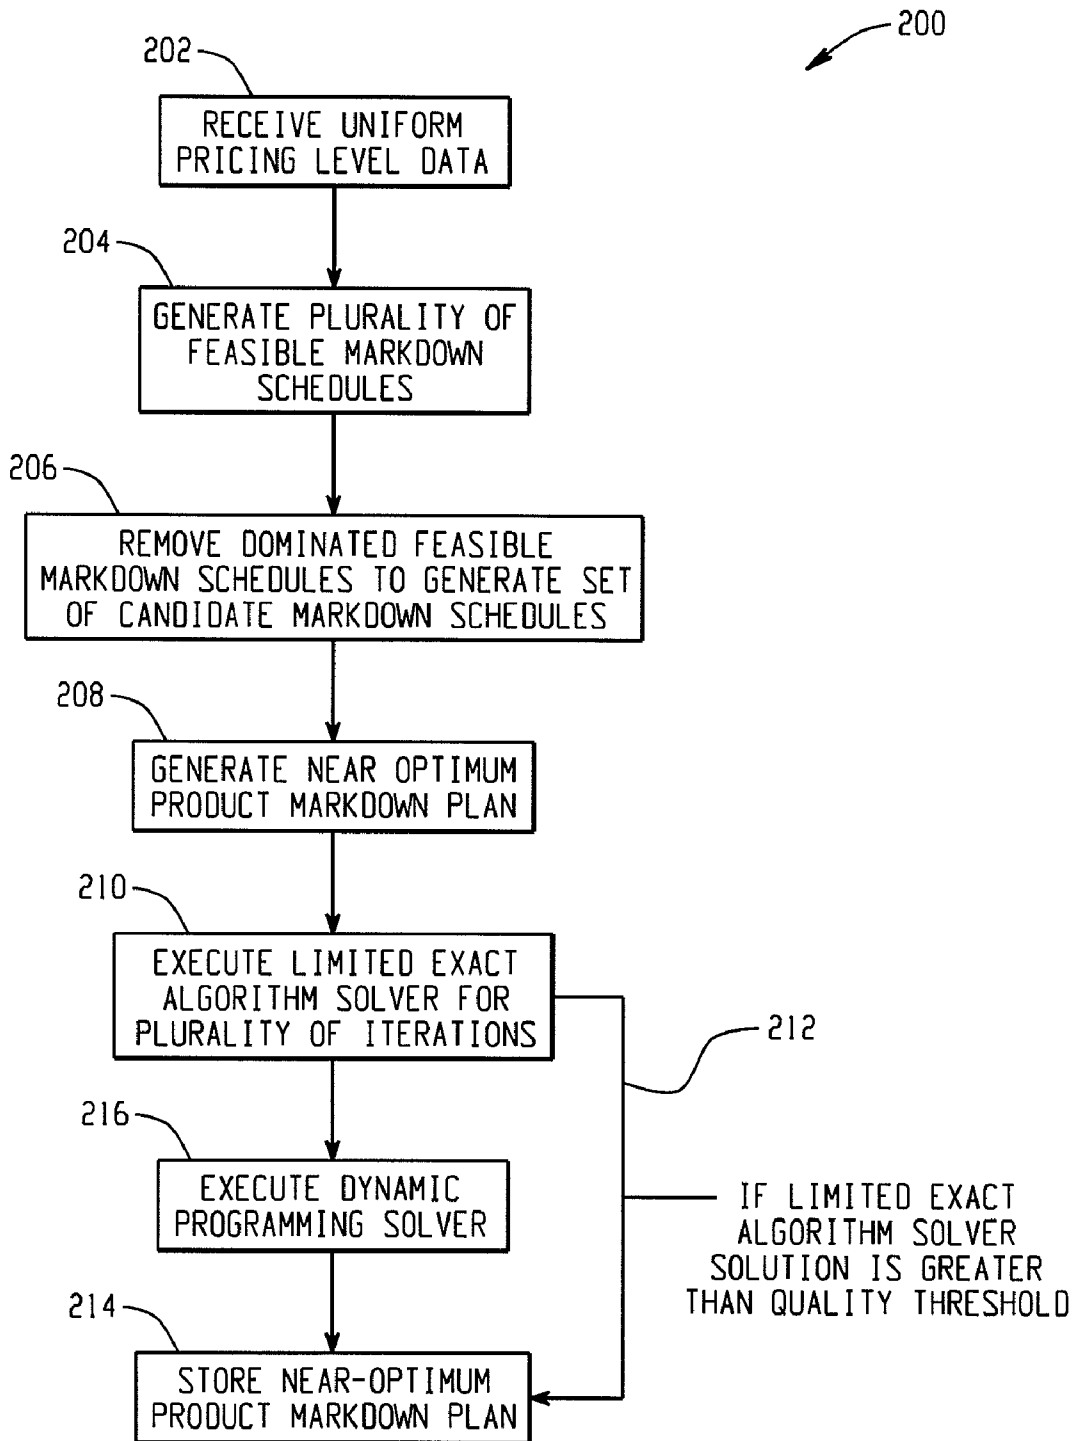 200
202
RECEIVE UNIFORM
PRICING LEVEL DATA
204
GENERATE PLURALITY OF
FEASIBLE MARKDOWN
SCHEDULES
206
REMOVE DOMINATED FEASIBLE
MARKDOWN SCHEDULES TO GENERATE SET
OF CANDIDATE MARKDOWN SCHEDULES
208
GENERATE NEAR OPTIMUM
PRODUCT MARKDOWN PLAN
210
EXECUTE LIMITED EXACT
ALGORITHM SOLVER FOR
PLURALITY OF ITERATIONS
212
216
EXECUTE DYNAMIC
PROGRAMMING SOLVER
IF LIMITED EXACT
ALGORITHM SOLVER
SOLUTION IS GREATER
THAN QUALITY THRESHOLD
214
STORE NEAR-OPTIMUM
PRODUCT MARKDOWN PLAN